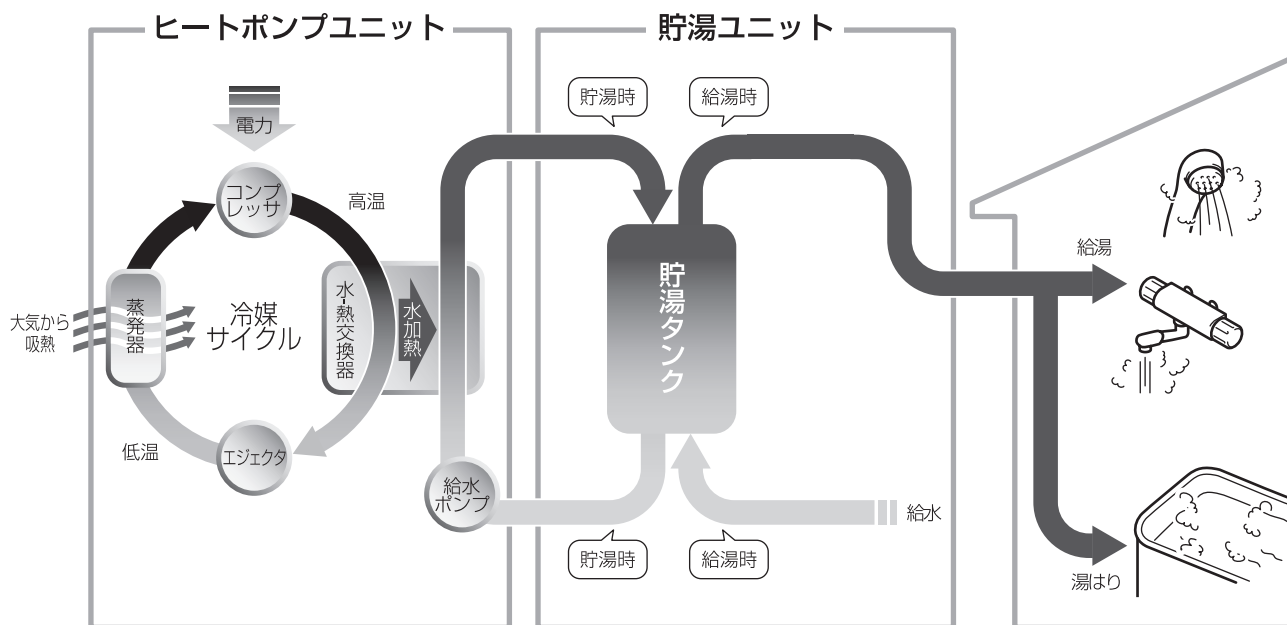 ヒートポンプユニット
貯湯ユニット
電力
コンプ
レッサ
高温
大気から
吸熱
蒸発器
冷媒
サイクル
水-熱交換器
水加熱
低温
エジェクタ
給水
ポンプ
貯湯時
給湯時
貯湯タンク
貯湯時
給湯時
給水
給湯
湯はり